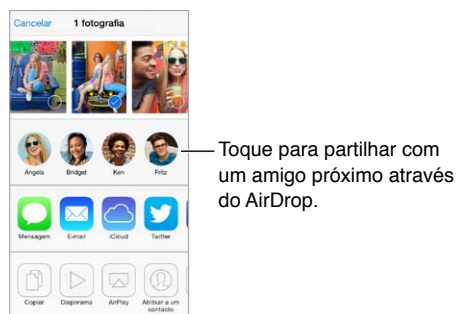 Cancelar 1 fotografia
Angela Bridget Ken Fritz
Toque para partilhar com
um amigo próximo através
do AirDrop.
Mensagem E-mail iCloud Twitter
Copiar Diaporama AirPlay Atribuir a um
contacto